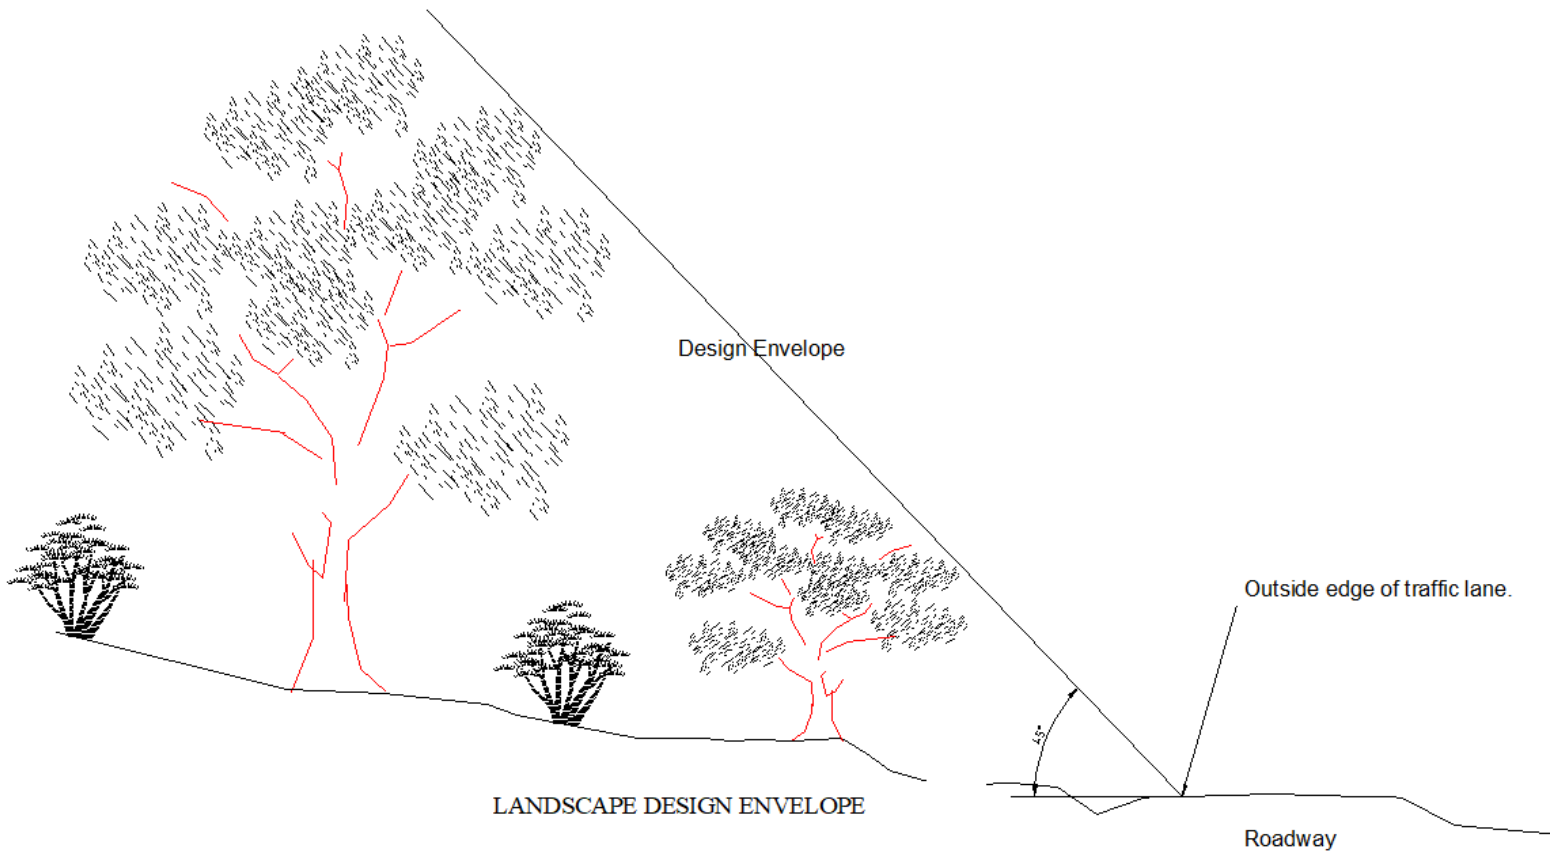 Design Envelope
Outside edge of traffic lane.
45°
LANDSCAPE DESIGN ENVELOPE
Roadway